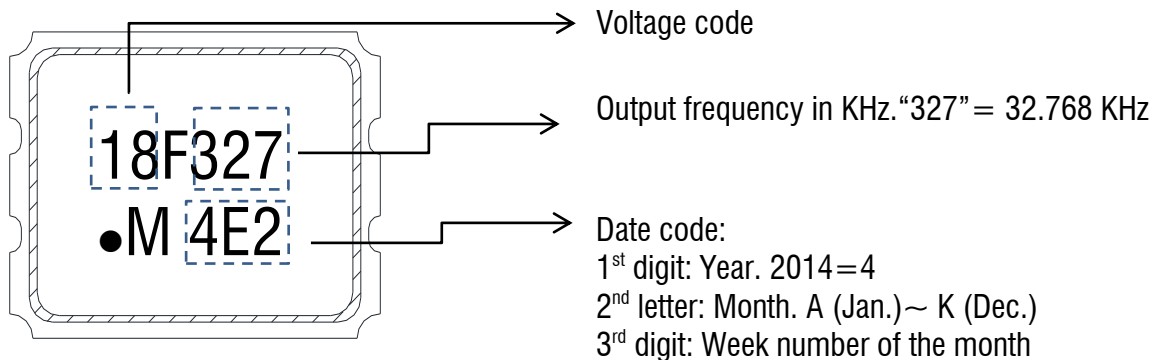 Voltage code
Output frequency in KHz.“327”= 32.768 KHz
18F327
•M 4E2
Date code:
1st digit: Year. 2014=4
2nd letter: Month. A (Jan.)~ K (Dec.)
3rd digit: Week number of the month